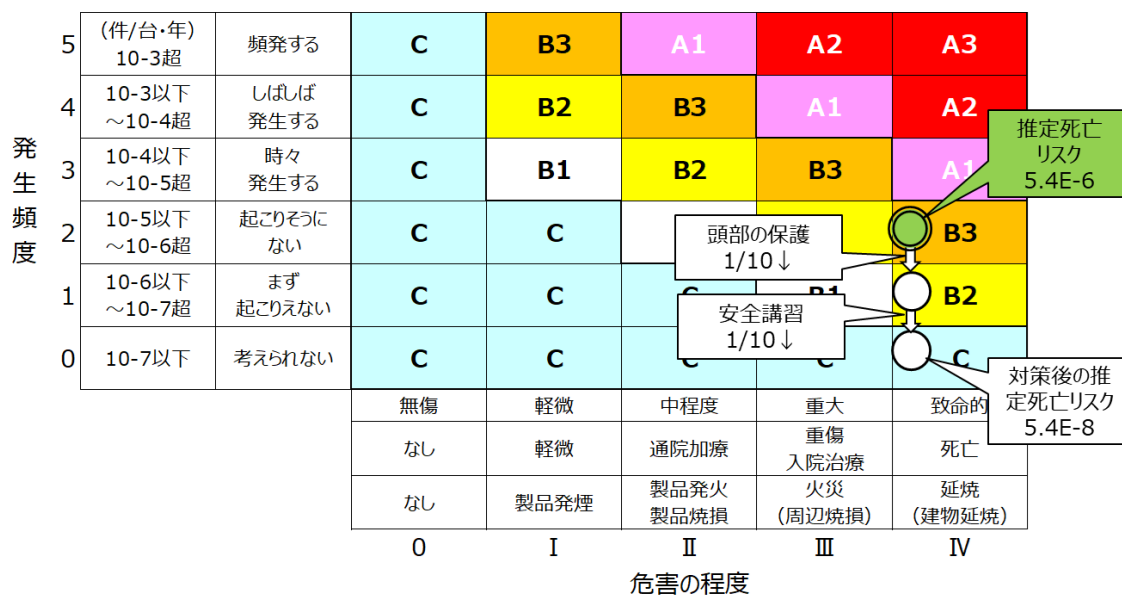 5
(件/台・年)
10-3超
頻発する
C
B3
A1
A2
A3
4
10-3以下
～10-4超
しばしば
発生する
C
B2
B3
A1
A2
発生頻度
3
10-4以下
～10-5超
時々
発生する
C
B1
B2
B3
A1
推定死亡
リスク
5.4E-6
2
10-5以下
～10-6超
起こりそうに
ない
C
C
頭部の保護
1/10↓
B3
1
10-6以下
～10-7超
まず
起こりえない
C
C
C
B1
B2
安全講習
1/10↓
0
10-7以下
考えられない
C
C
C
C
C
対策後の推
定死亡リスク
5.4E-8
無傷
軽微
中程度
重大
致命的
なし
軽微
通院加療
重傷
入院治療
死亡
なし
製品発煙
製品発火
製品焼損
火災
(周辺焼損)
延焼
(建物延焼)
0
Ⅰ
Ⅱ
Ⅲ
Ⅳ
危害の程度